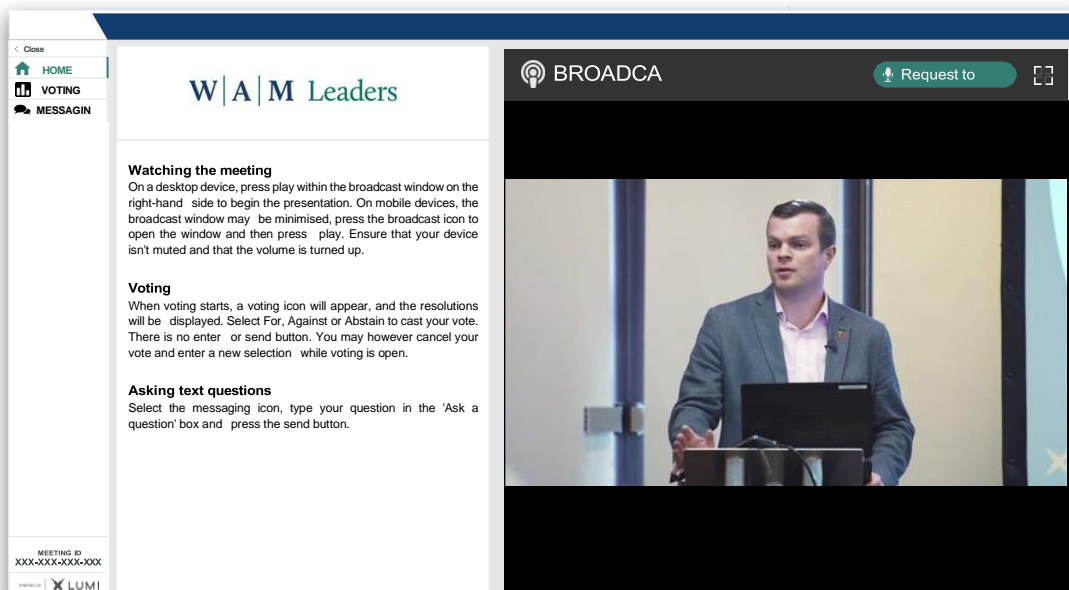 Close
HOME
VOTING
MESSAGIN
W|A|M Leaders
Watching the meeting
On a desktop device, press play within the broadcast window on the
right-hand side to begin the presentation. On mobile devices, the
broadcast window may be minimised, press the broadcast icon to
open the window and then press play. Ensure that your device
isn't muted and that the volume is turned up.
Voting
When voting starts, a voting icon will appear, and the resolutions
will be displayed. Select For, Against or Abstain to cast your vote.
There is no enter or send button. You may however cancel your
vote and enter a new selection while voting is open.
Asking text questions
Select the messaging icon, type your question in the 'Ask a
question' box and press the send button.
MEETING ID
XXX-XXX-XXX-XXX
LUMI
BROADCA
Request to